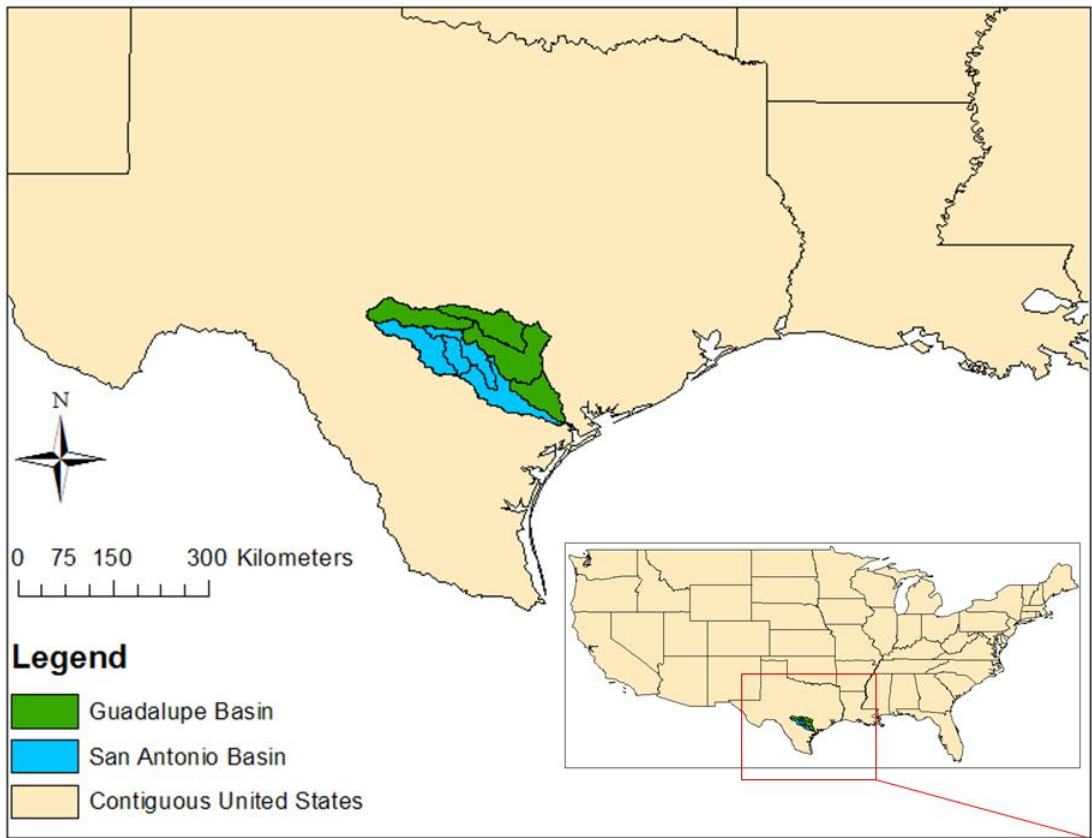 N
0 75 150 300 Kilometers
Legend
Guadalupe Basin
San Antonio Basin
Contiguous United States